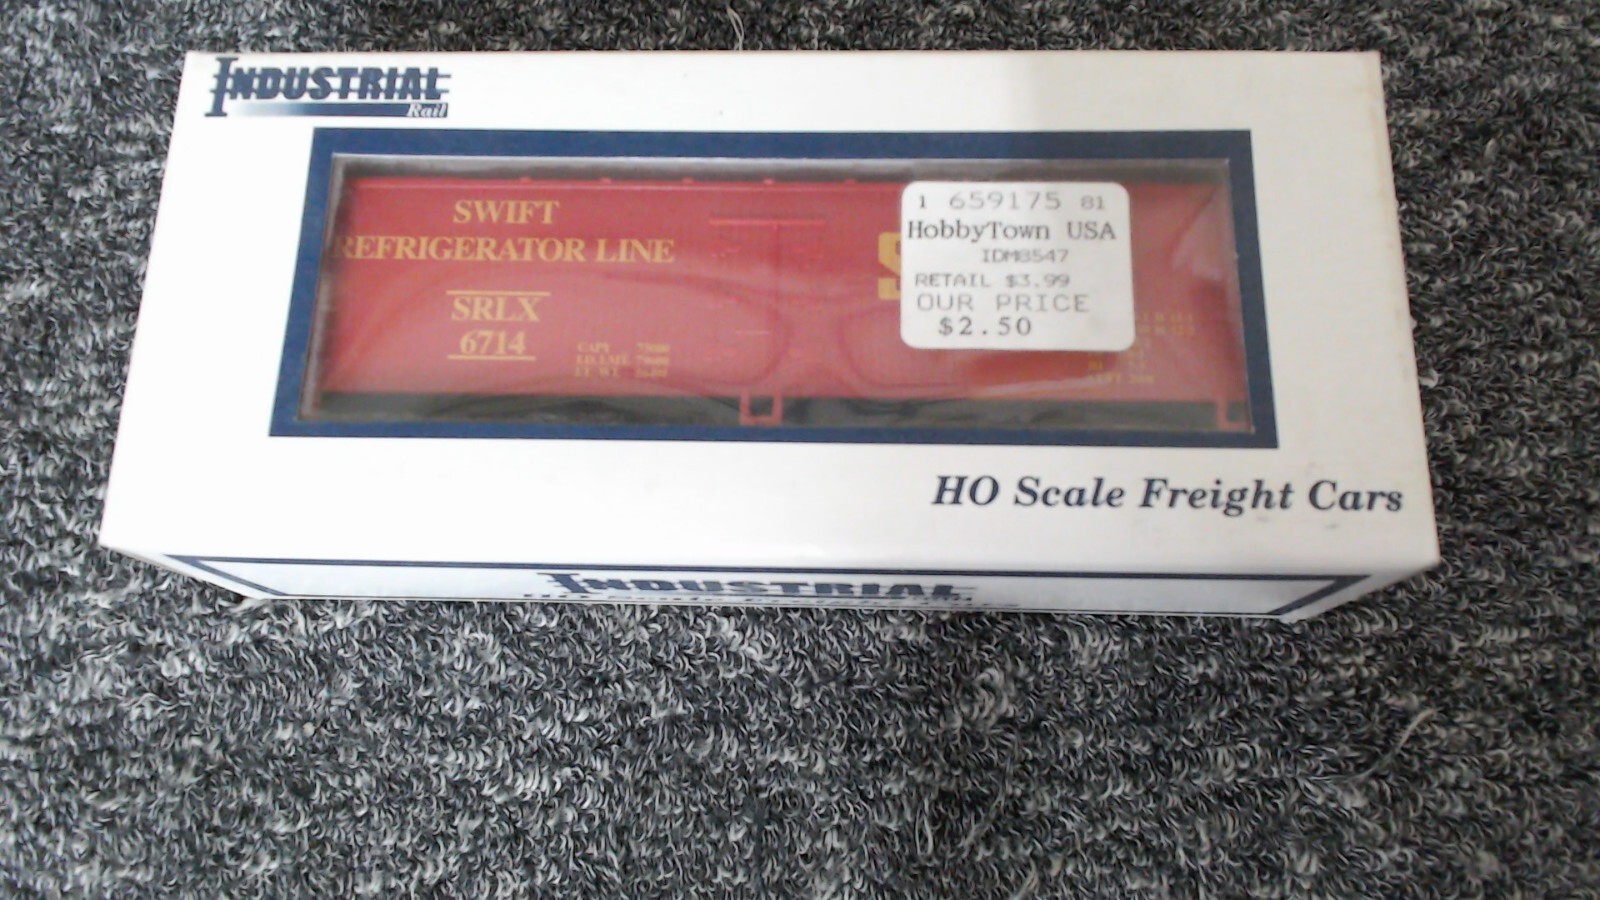 INDUSTRIAL
Rail
SWIFT
REFRIGERATOR LINE
SRLX
6714
CAPY.
S
1 659175 81
HobbyTown USA
IDM8547
RETAIL $3.99
OUR PRICE
$2.50
HO Scale Freight Cars
INDUSTRIAL